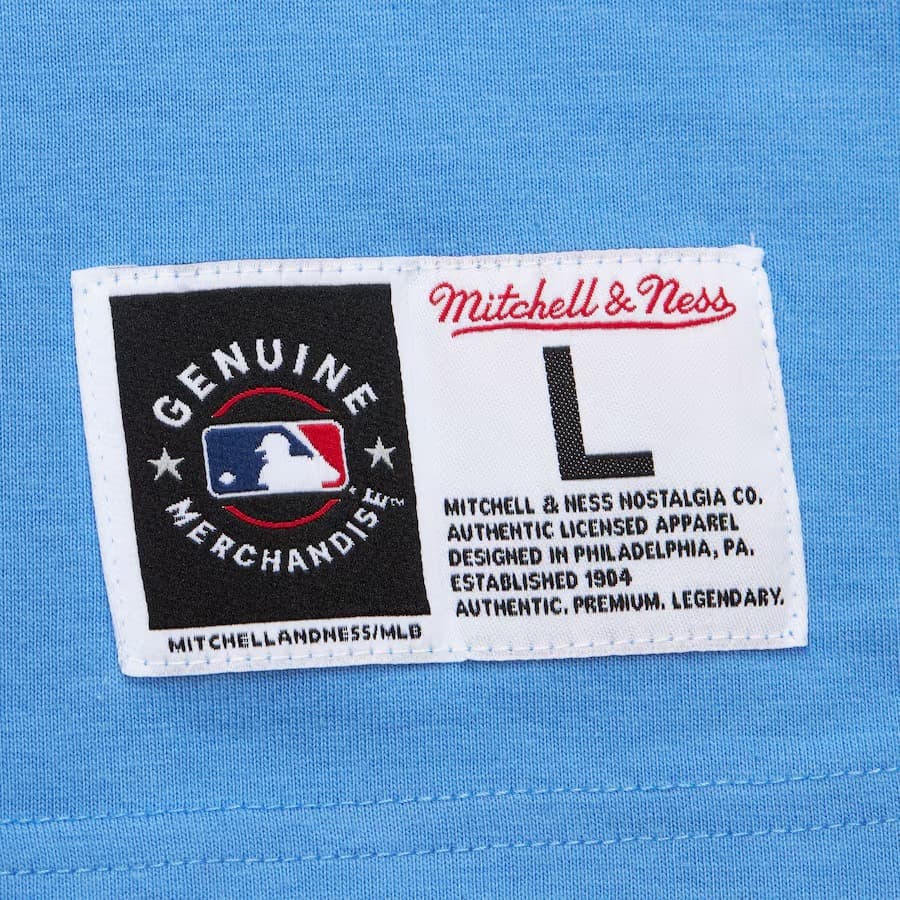 GENUINE
MERCHANDISE™
MITCHELLANDNESS/MLB
Mitchell & Ness
L
MITCHELL & NESS NOSTALGIA CO.
AUTHENTIC LICENSED APPAREL
DESIGNED IN PHILADELPHIA, PA.
ESTABLISHED 1904
AUTHENTIC. PREMIUM. LEGENDARY.